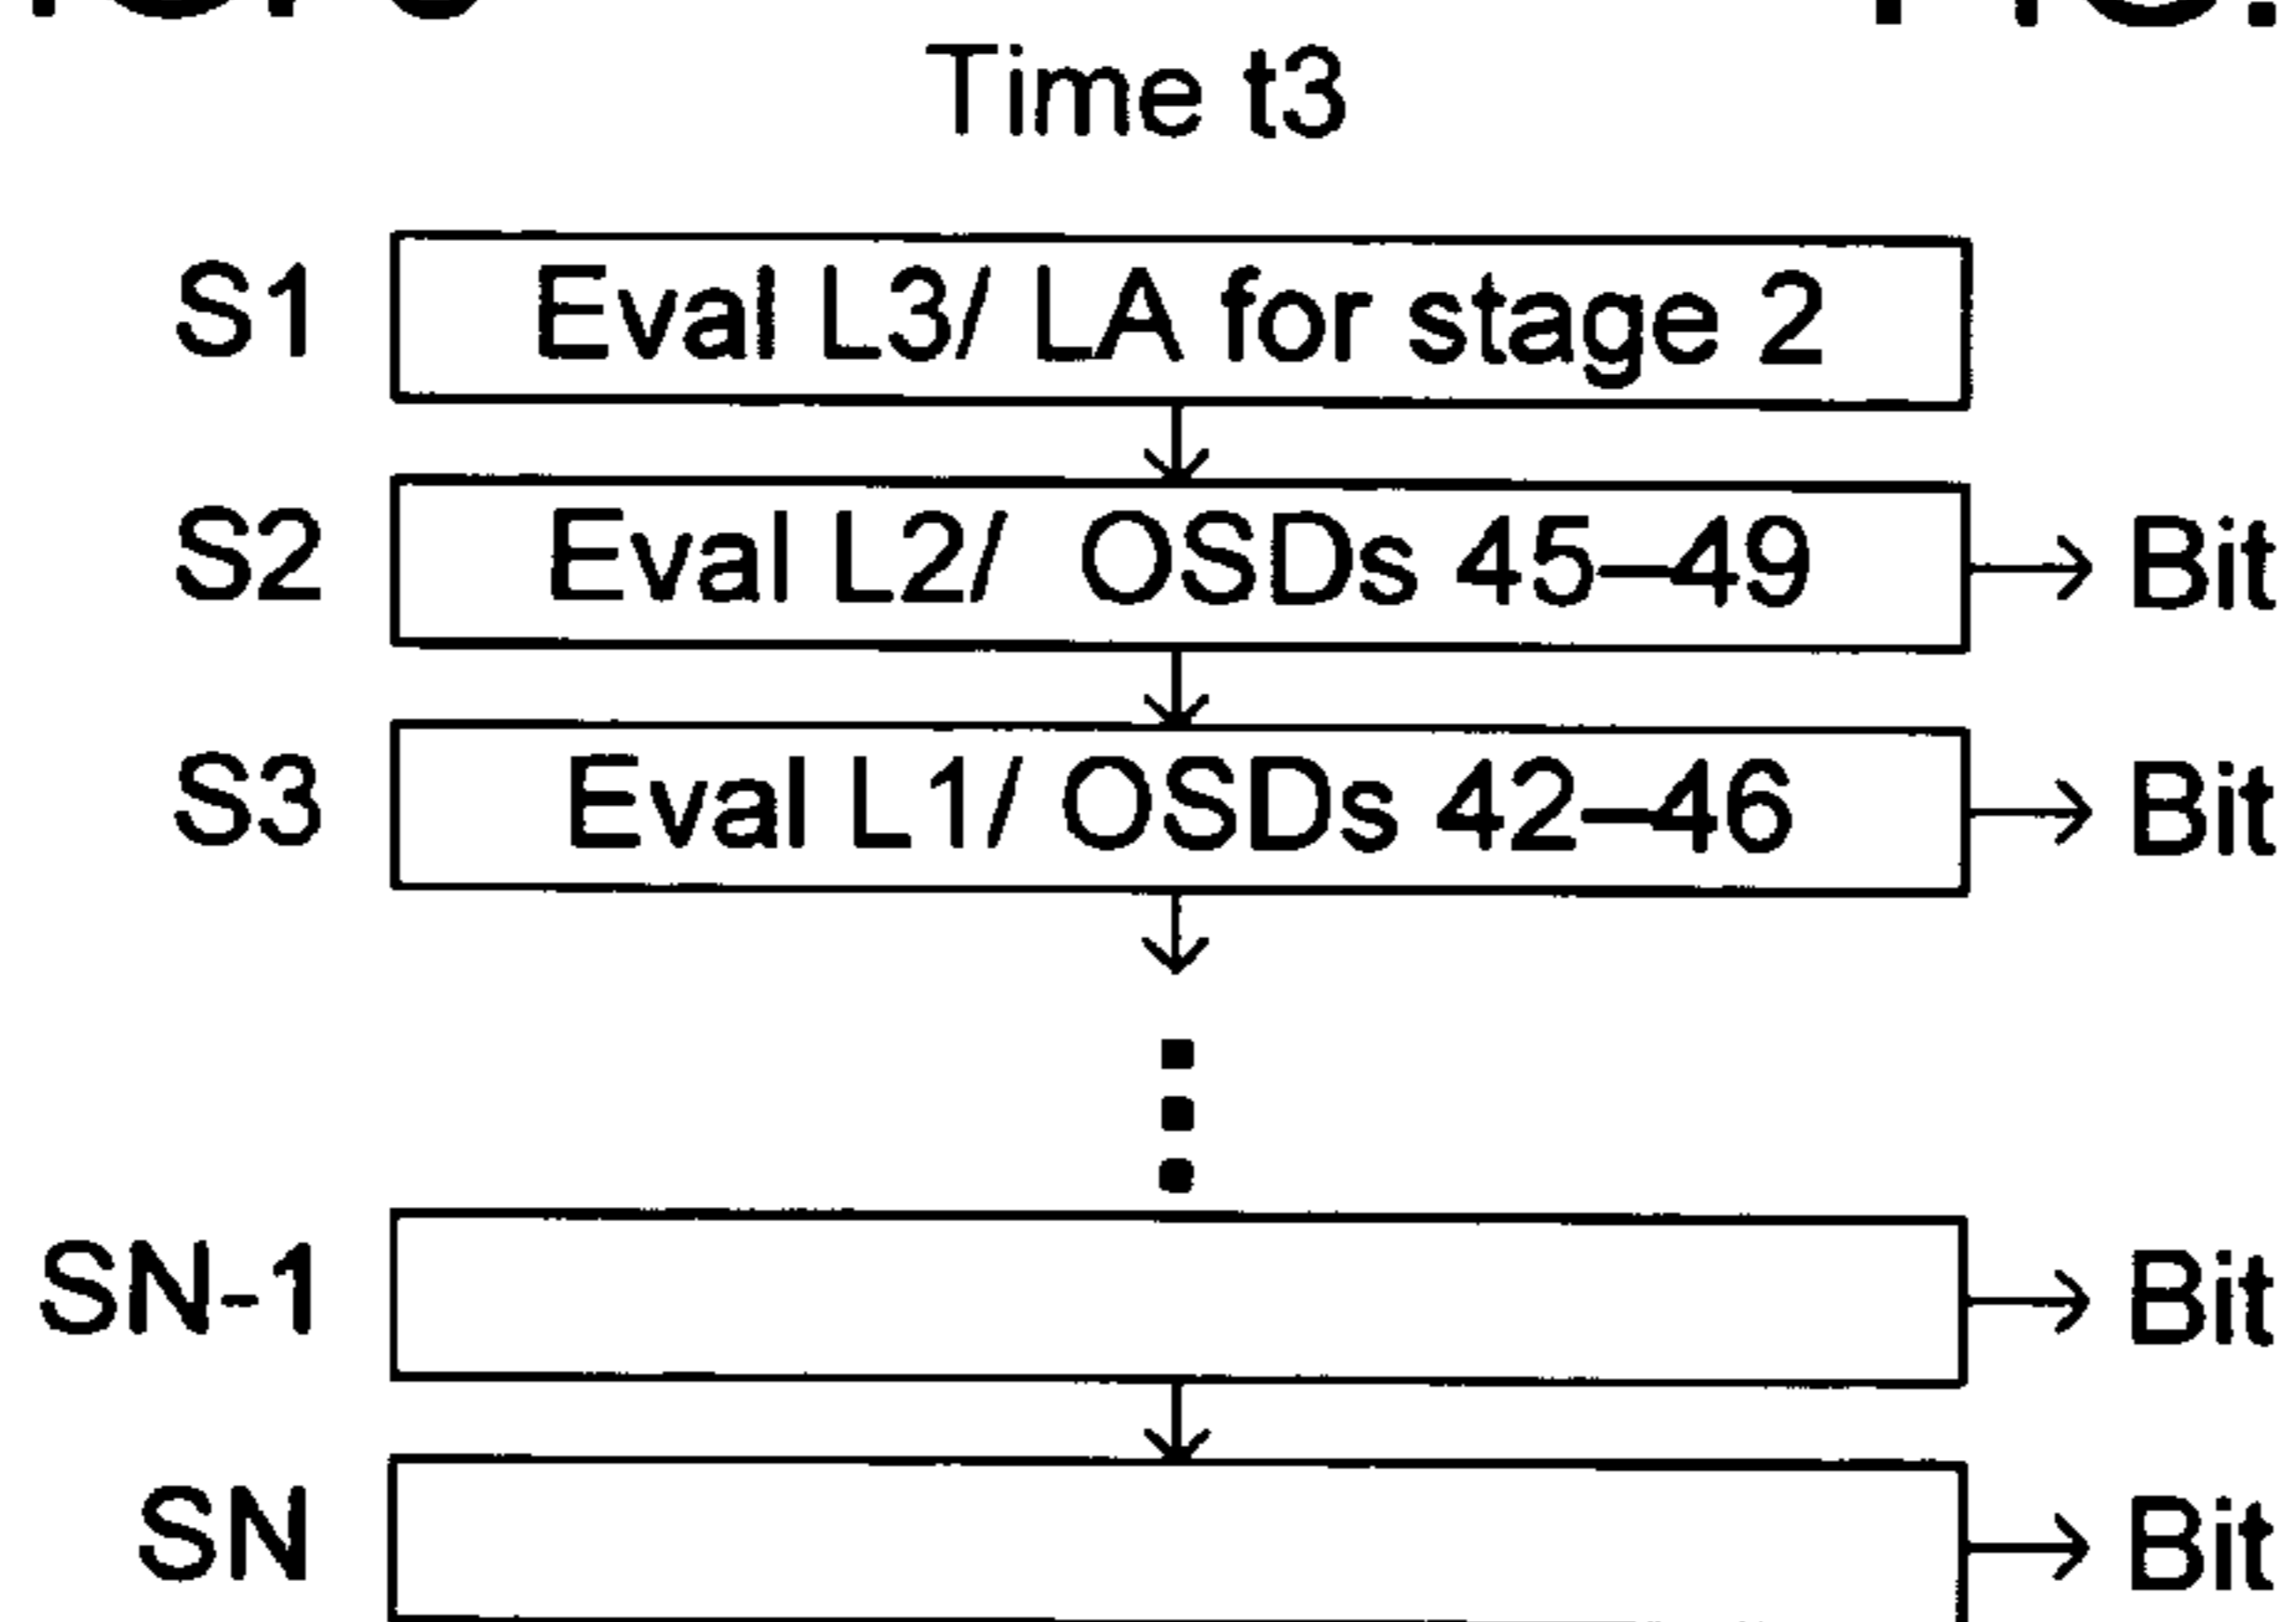 Time t3
S1 Eval L3/ LA for stage 2
S2 Eval L2/ OSDs 45–49 Bit
S3 Eval L1/ OSDs 42–46 Bit
SN-1 Bit
SN Bit